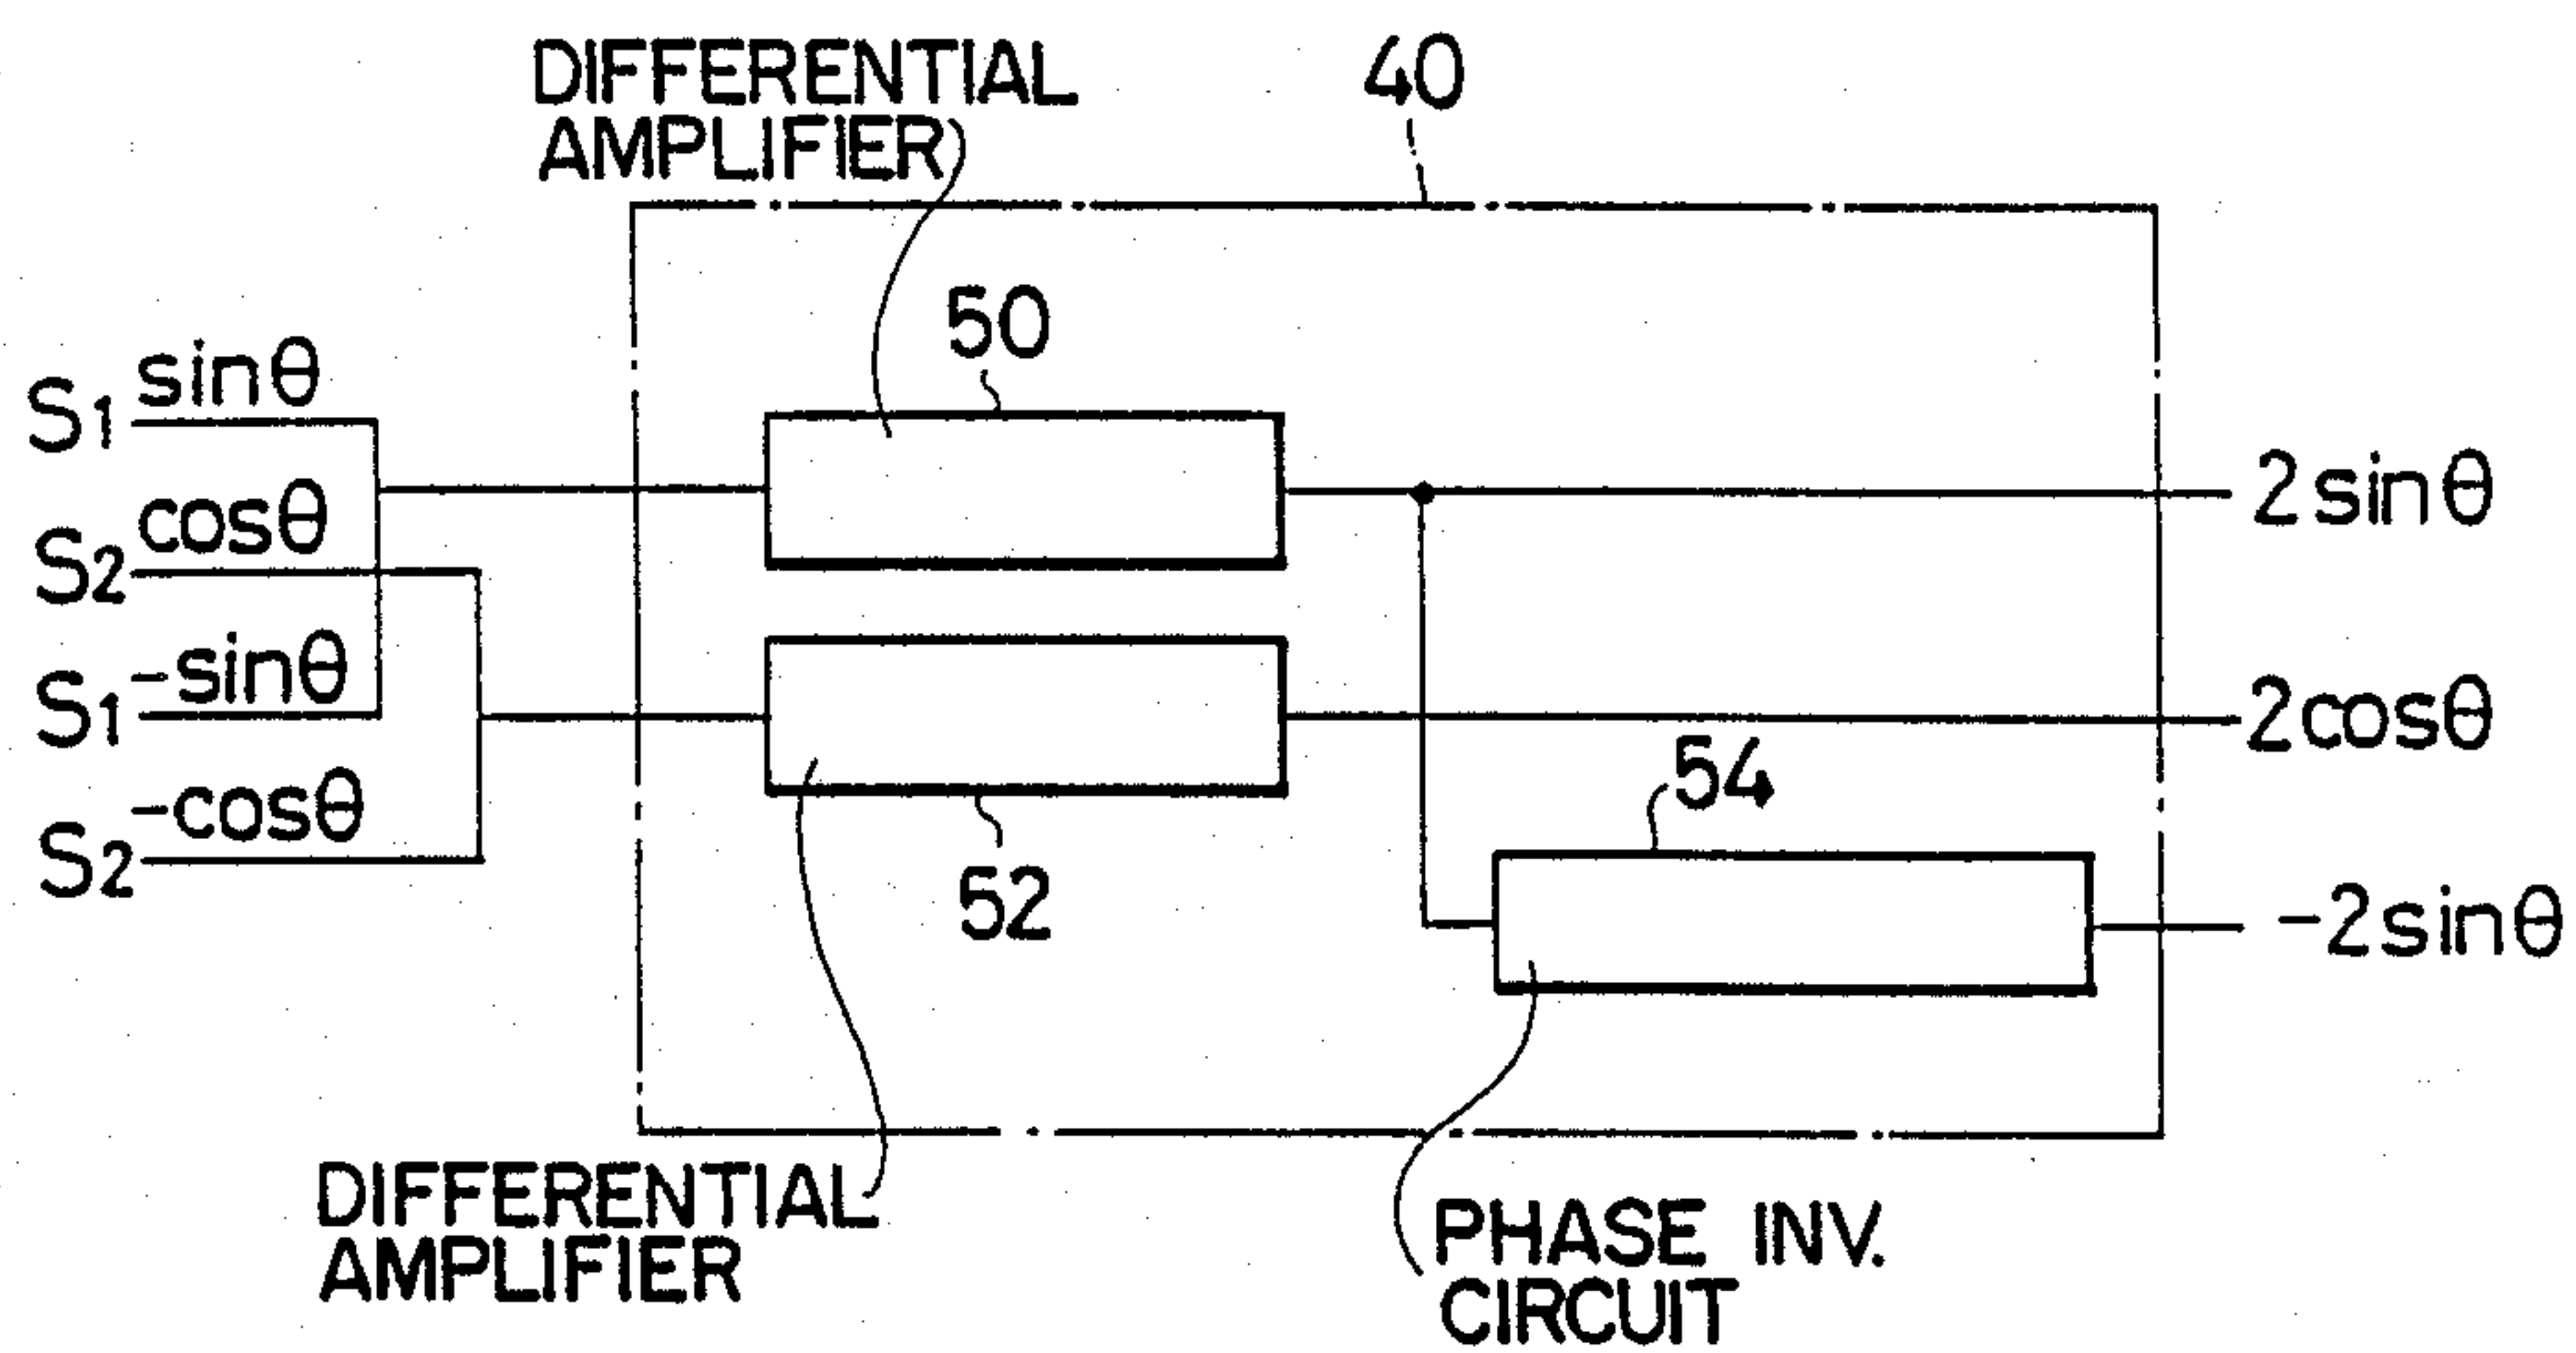 DIFFERENTIAL
AMPLIFIER
40
50
S1 sinθ
S2 cosθ
S1 -sinθ
S2 -cosθ
2sinθ
2cosθ
54
52
-2sinθ
DIFFERENTIAL
AMPLIFIER
PHASE INV.
CIRCUIT